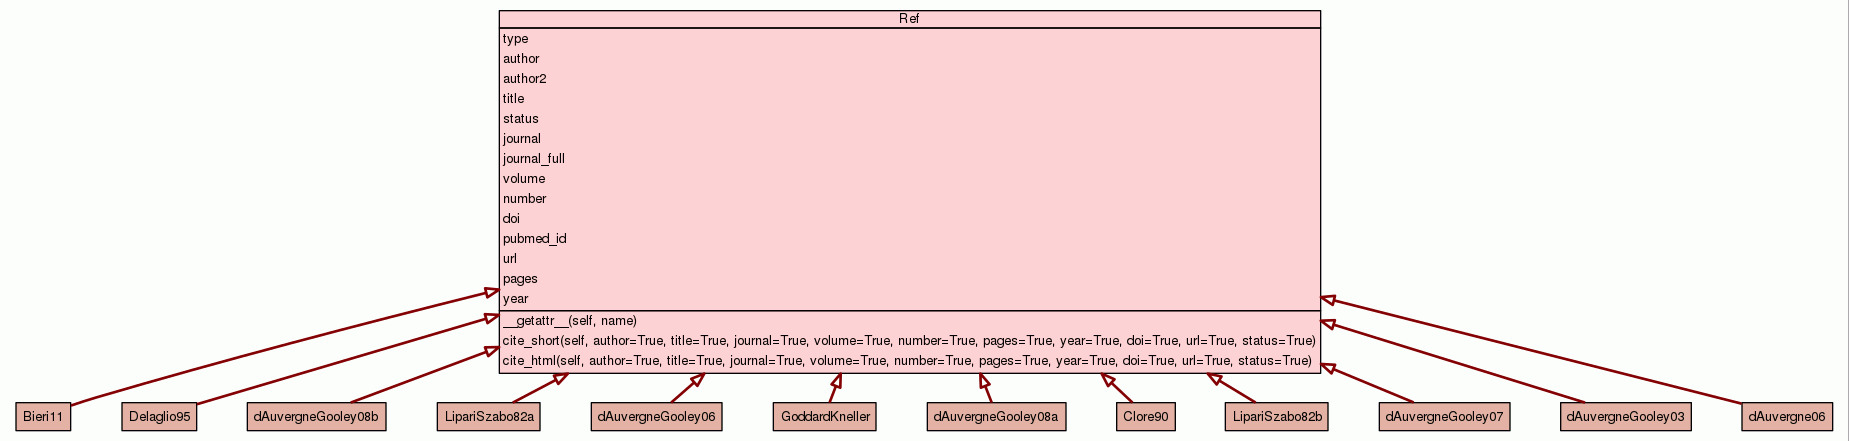 Ref
type
author
author2
title
status
journal
journal_full
volume
number
doi
pubmed_id
url
pages
year
__getattr__(self, name)
cite_short(self, author=True, title=True, journal=True, volume=True, number=True, pages=True, year=True, doi=True, url=True, status=True)
cite_html(self, author=True, title=True, journal=True, volume=True, number=True, pages=True, year=True, doi=True, url=True, status=True)
Bieri11 Delaglio95 dAuvergneGooley08b LipariSzabo82a dAuvergneGooley06 GoddardKneller dAuvergneGooley08a Clore90 LipariSzabo82b dAuvergneGooley07 dAuvergneGooley03 dAuvergne06